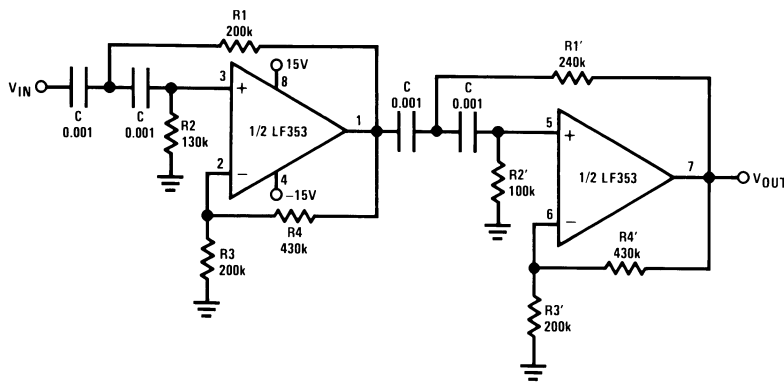 R1
200k
R1'
240k
15V
8
VIN
3
+
C
0.001
C
0.001
R2
130k
1/2 LF353
1
C
0.001
C
0.001
5
+
1/2 LF353
7
VOUT
2
−
4
−15V
R2'
100k
6
−
R4
430k
R3
200k
R4'
430k
R3'
200k